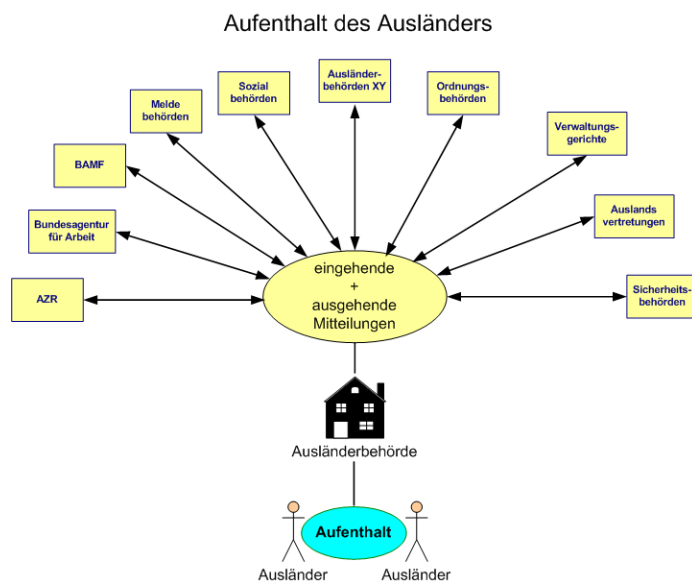 Aufenthalt des Ausländers
Ausländer-
behörden XY
Sozial
behörden
Ordnungs-
behörden
Melde
behörden
Verwaltungs-
gerichte
BAMF
Bundesagentur
für Arbeit
Auslands
vertretungen
AZR
Sicherheits-
behörden
eingehende
+
ausgehende
Mitteilungen
Ausländerbehörde
Aufenthalt
Ausländer
Ausländer